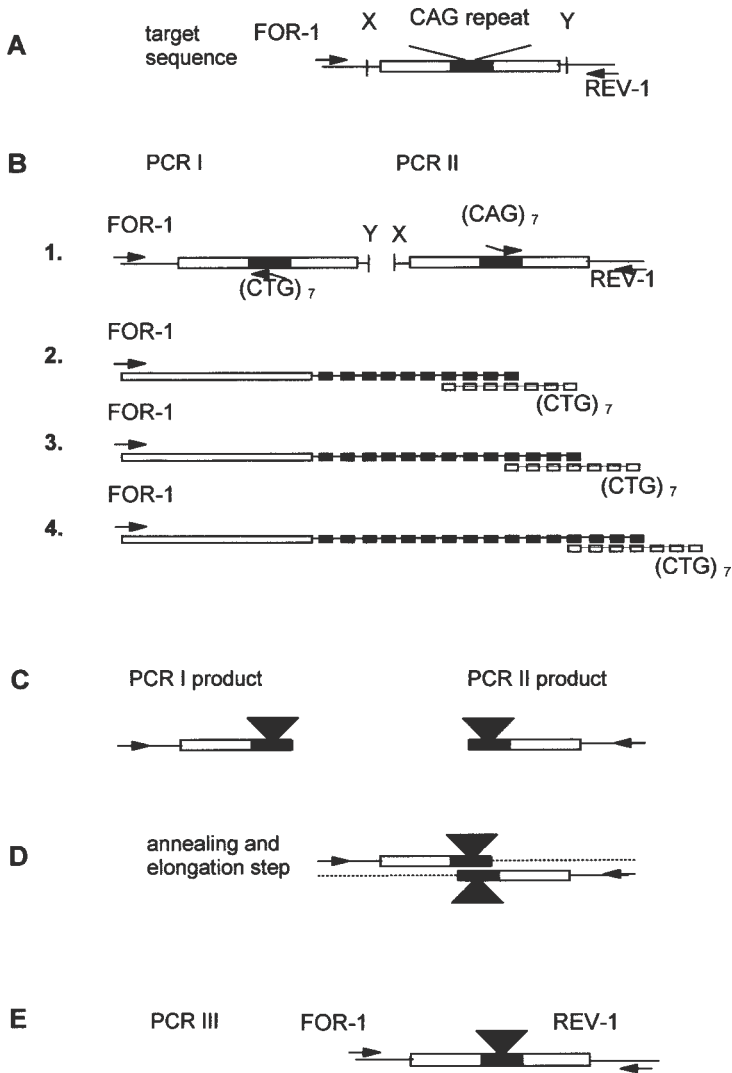 A target sequence FOR-1 X CAG repeat Y REV-1
B PCR I PCR II
1. FOR-1 (CTG) 7 Y X (CAG) 7 REV-1
2. FOR-1 (CTG) 7
3. FOR-1 (CTG) 7
4. FOR-1 (CTG) 7
C PCR I product PCR II product
D annealing and elongation step
E PCR III FOR-1 REV-1